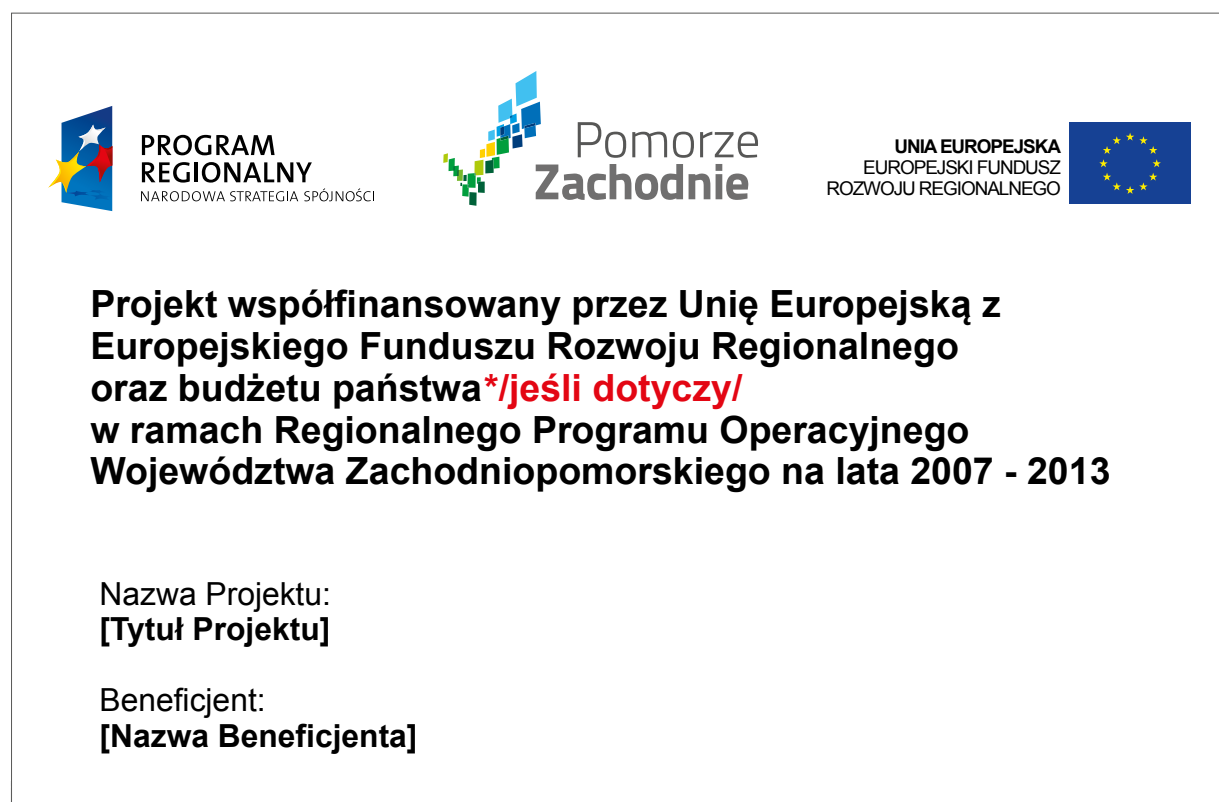 PROGRAM
REGIONALNY
NARODOWA STRATEGIA SPÓJNOŚCI
Pomorze
Zachodnie
UNIA EUROPEJSKA
EUROPEJSKI FUNDUSZ
ROZWOJU REGIONALNEGO
Projekt współfinansowany przez Unię Europejską z
Europejskiego Funduszu Rozwoju Regionalnego
oraz budżetu państwa*/jeśli dotyczy/
w ramach Regionalnego Programu Operacyjnego
Województwa Zachodniopomorskiego na lata 2007 - 2013
Nazwa Projektu:
[Tytuł Projektu]
Beneficjent:
[Nazwa Beneficjenta]